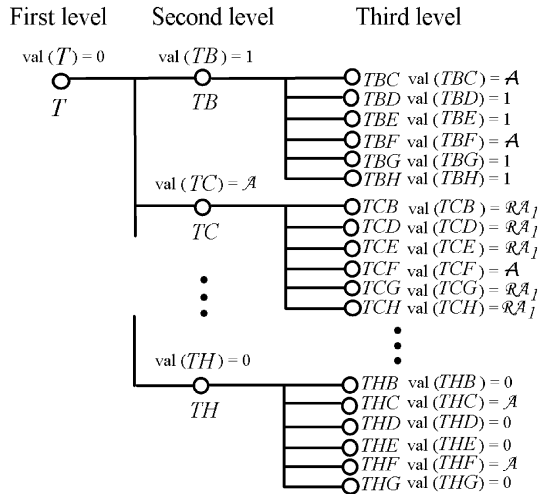 First level Second level Third level
val (T) = 0
T
val (TB) = 1
TB
TBC val (TBC) = A
TBD val (TBD) = 1
TBE val (TBE) = 1
TBF val (TBF) = A
TBG val (TBG) = 1
TBH val (TBH) = 1
val (TC) = A
TC
TCB val (TCB) = RA₁
TCD val (TCD) = RA₁
TCE val (TCE) = RA₁
TCF val (TCF) = A
TCG val (TCG) = RA₁
TCH val (TCH) = RA₁
val (TH) = 0
TH
THB val (THB) = 0
THC val (THC) = A
THD val (THD) = 0
THE val (THE) = 0
THF val (THF) = A
THG val (THG) = 0